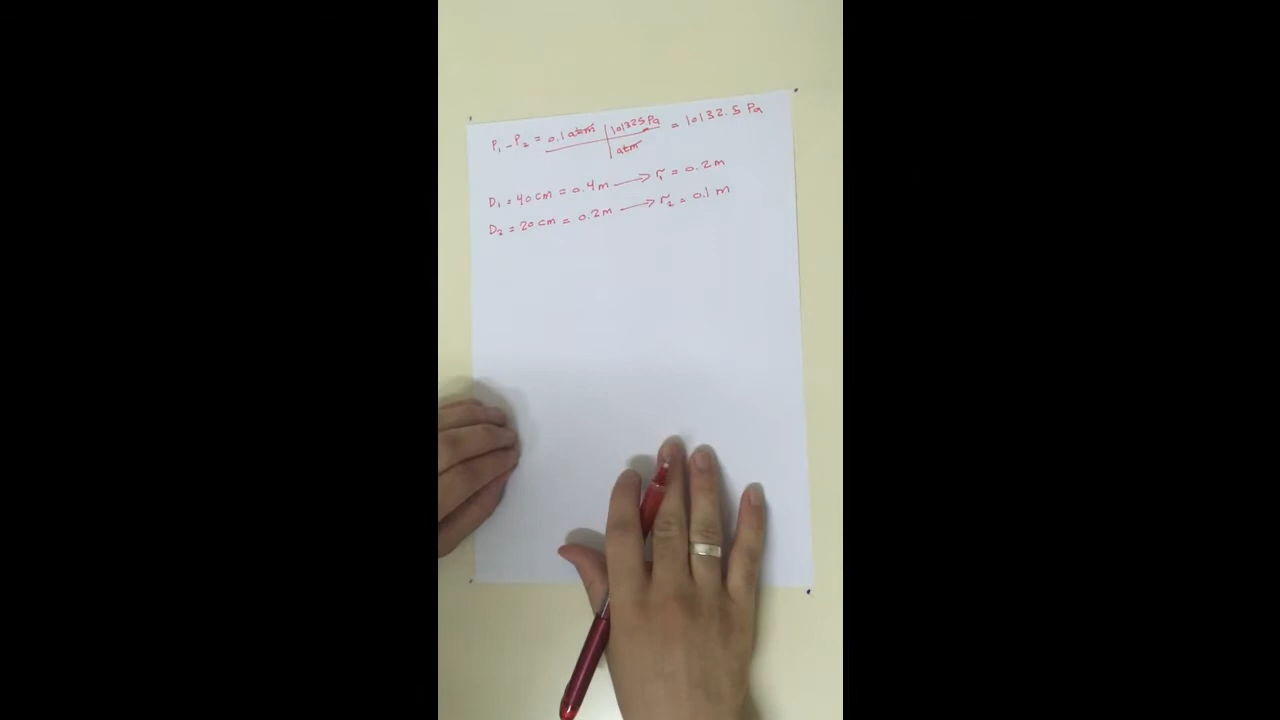 P₁ - P₂ = 0.1 atm | 101325 Pa / atm = 10132.5 Pa
D₁ = 40 cm = 0.4 m → r₁ = 0.2 m
D₂ = 20 cm = 0.2 m → r₂ = 0.1 m